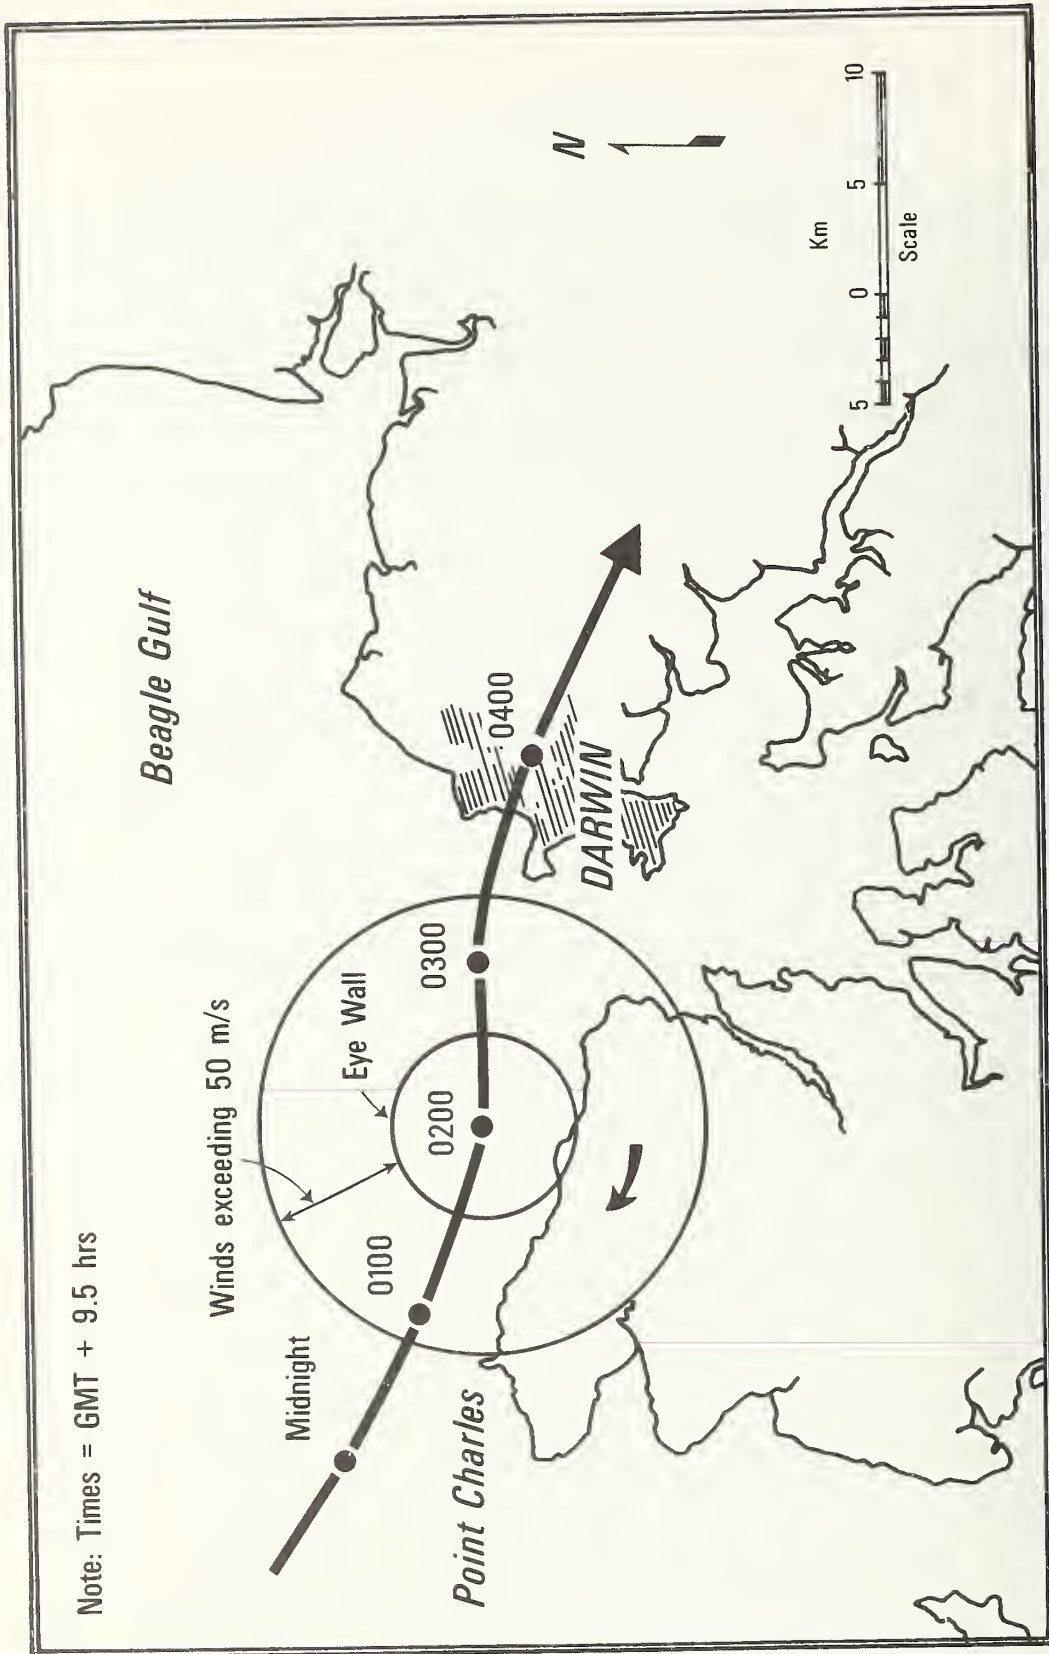 Note: Times = GMT + 9.5 hrs
Beagle Gulf
Winds exceeding 50 m/s
Midnight
Eye Wall
0100
0200
0300
0400
N
Point Charles
DARWIN
Km
5 0 5 10
Scale